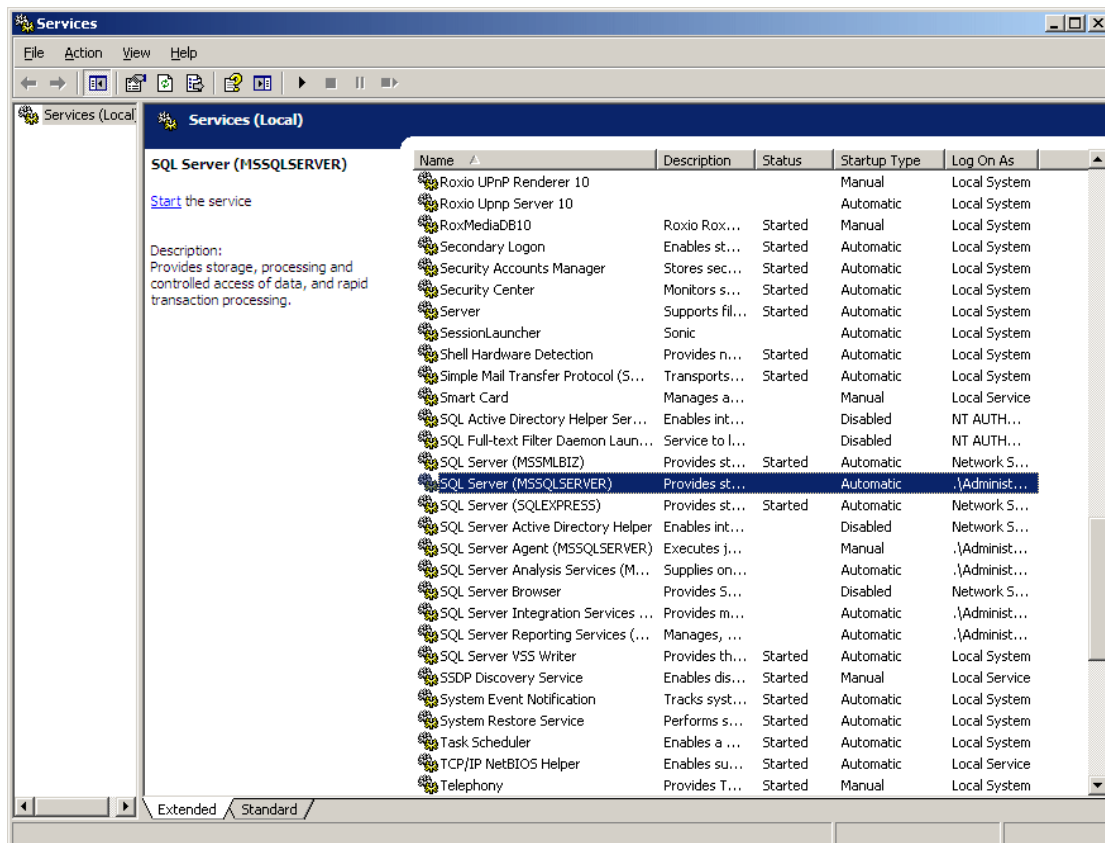 Services
File Action View Help
Services (Local
Services (Local)
SQL Server (MSSQLSERVER)
Start the service
Description:
Provides storage, processing and
controlled access of data, and rapid
transaction processing.
Name Description Status Startup Type Log On As
Roxio UPnP Renderer 10 Manual Local System
Roxio Upnp Server 10 Automatic Local System
RoxMediaDB10 Roxio Rox... Started Manual Local System
Secondary Logon Enables st... Started Automatic Local System
Security Accounts Manager Stores sec... Started Automatic Local System
Security Center Monitors s... Started Automatic Local System
Server Supports fil... Started Automatic Local System
SessionLauncher Sonic Automatic Local System
Shell Hardware Detection Provides n... Started Automatic Local System
Simple Mail Transfer Protocol (S... Transports... Started Automatic Local System
Smart Card Manages a... Manual Local Service
SQL Active Directory Helper Ser... Enables int... Disabled NT AUTH...
SQL Full-text Filter Daemon Laun... Service to l... Disabled NT AUTH...
SQL Server (MSSMLBIZ) Provides st... Started Automatic Network S...
SQL Server (MSSQLSERVER) Provides st... Automatic .\Administ...
SQL Server (SQLEXPRESS) Provides st... Started Automatic Network S...
SQL Server Active Directory Helper Enables int... Disabled Network S...
SQL Server Agent (MSSQLSERVER) Executes j... Manual .\Administ...
SQL Server Analysis Services (M... Supplies on... Automatic .\Administ...
SQL Server Browser Provides S... Disabled Network S...
SQL Server Integration Services ... Provides m... Automatic .\Administ...
SQL Server Reporting Services (... Manages, ... Automatic .\Administ...
SQL Server VSS Writer Provides th... Started Automatic Local System
SSDP Discovery Service Enables dis... Started Manual Local Service
System Event Notification Tracks syst... Started Automatic Local System
System Restore Service Performs s... Started Automatic Local System
Task Scheduler Enables a ... Started Automatic Local System
TCP/IP NetBIOS Helper Enables su... Started Automatic Local Service
Telephony Provides T... Started Manual Local System
Extended Standard